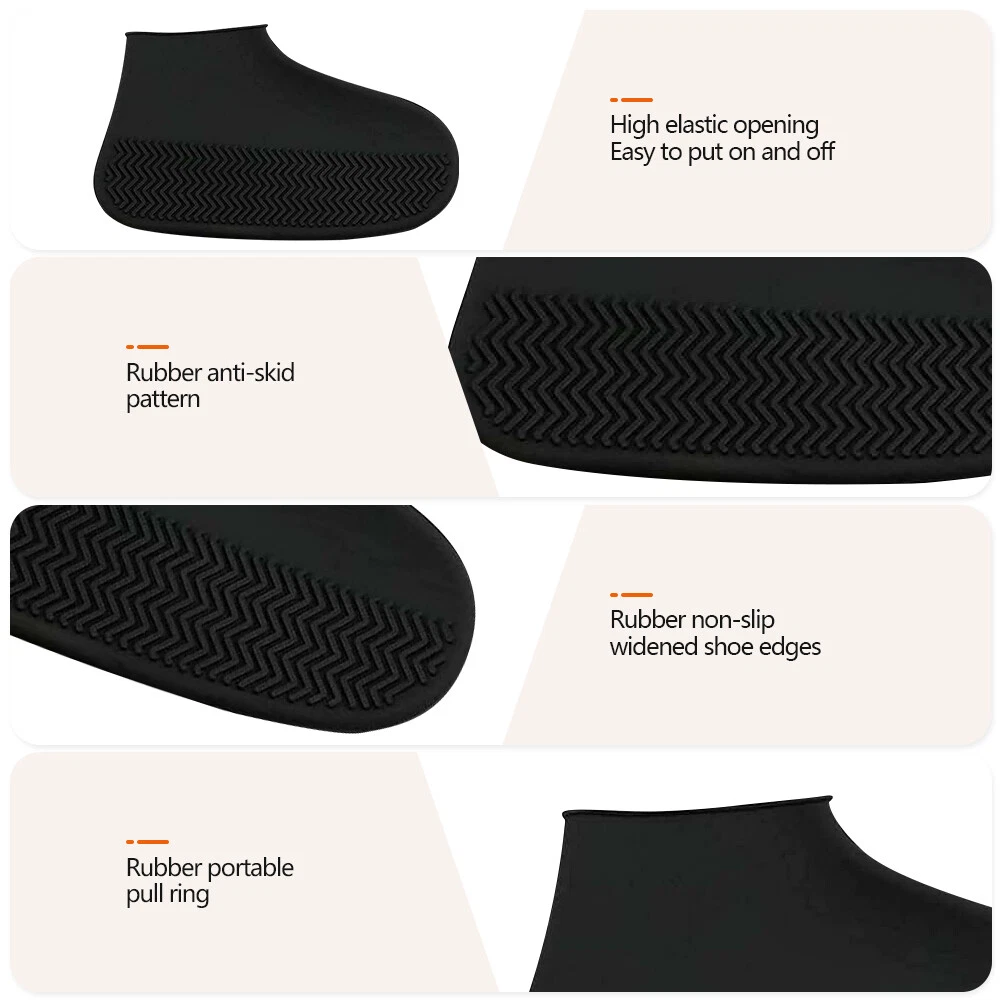 High elastic opening
Easy to put on and off
Rubber anti-skid
pattern
Rubber non-slip
widened shoe edges
Rubber portable
pull ring